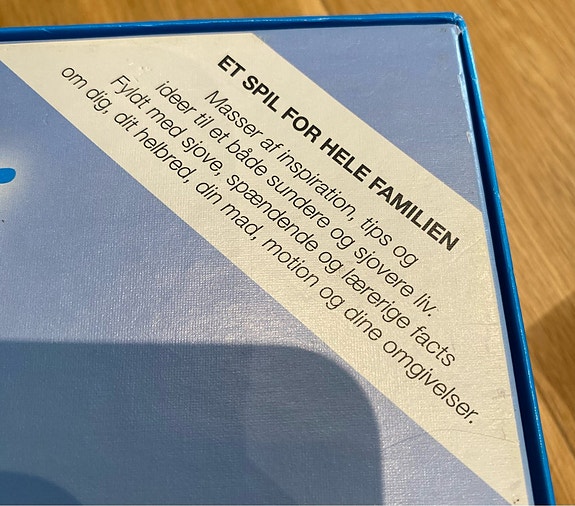 ET SPIL FOR HELE FAMILIEN
Masser af inspiration, tips og
ideer til et både sundere og sjovere liv.
Fyldt med sjove, spændende og lærerige facts
om dig, dit helbred, din mad, motion og dine omgivelser.